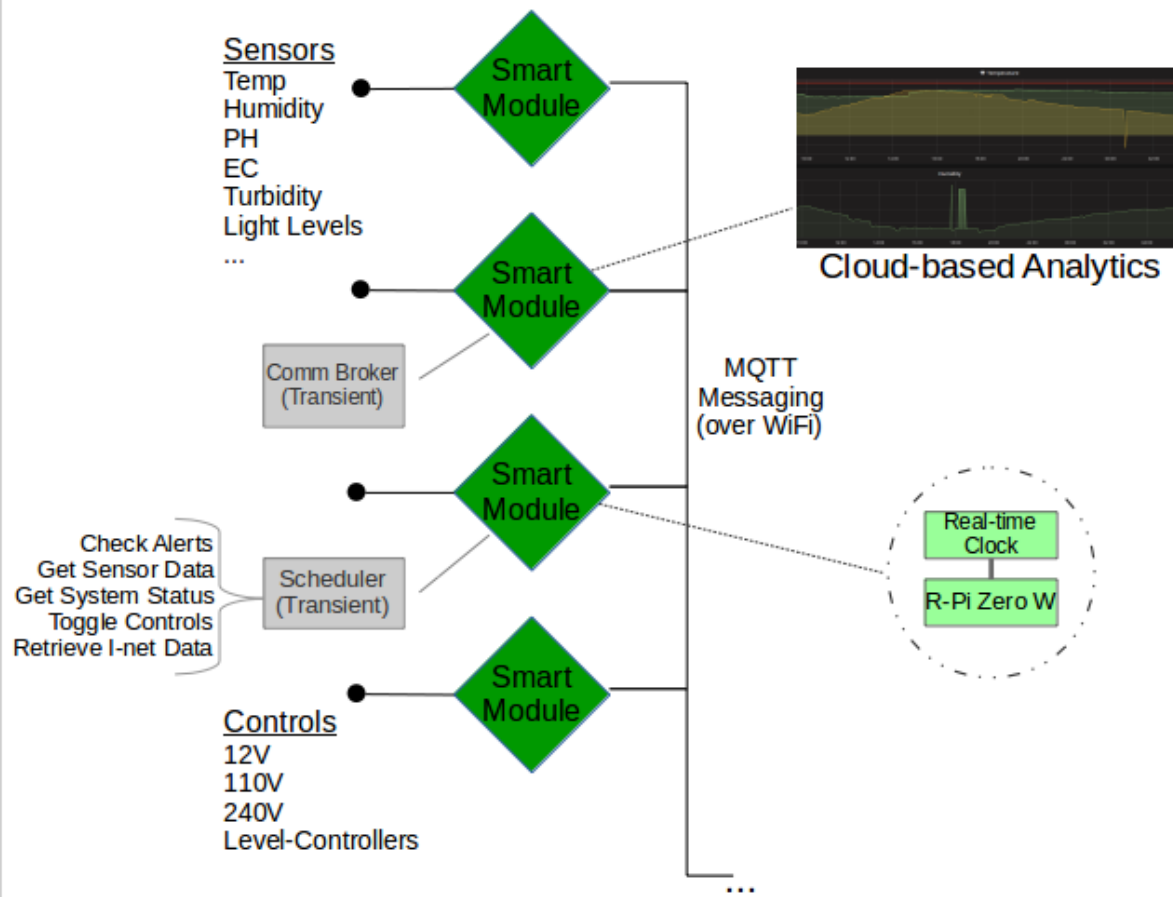 Sensors
Temp
Humidity
PH
EC
Turbidity
Light Levels
...
Smart
Module
Temperature
Humidity
Cloud-based Analytics
Smart
Module
Comm Broker
(Transient)
MQTT
Messaging
(over WiFi)
Smart
Module
Check Alerts
Get Sensor Data
Get System Status
Toggle Controls
Retrieve I-net Data
Scheduler
(Transient)
Real-time
Clock
R-Pi Zero W
Smart
Module
Controls
12V
110V
240V
Level-Controllers
...